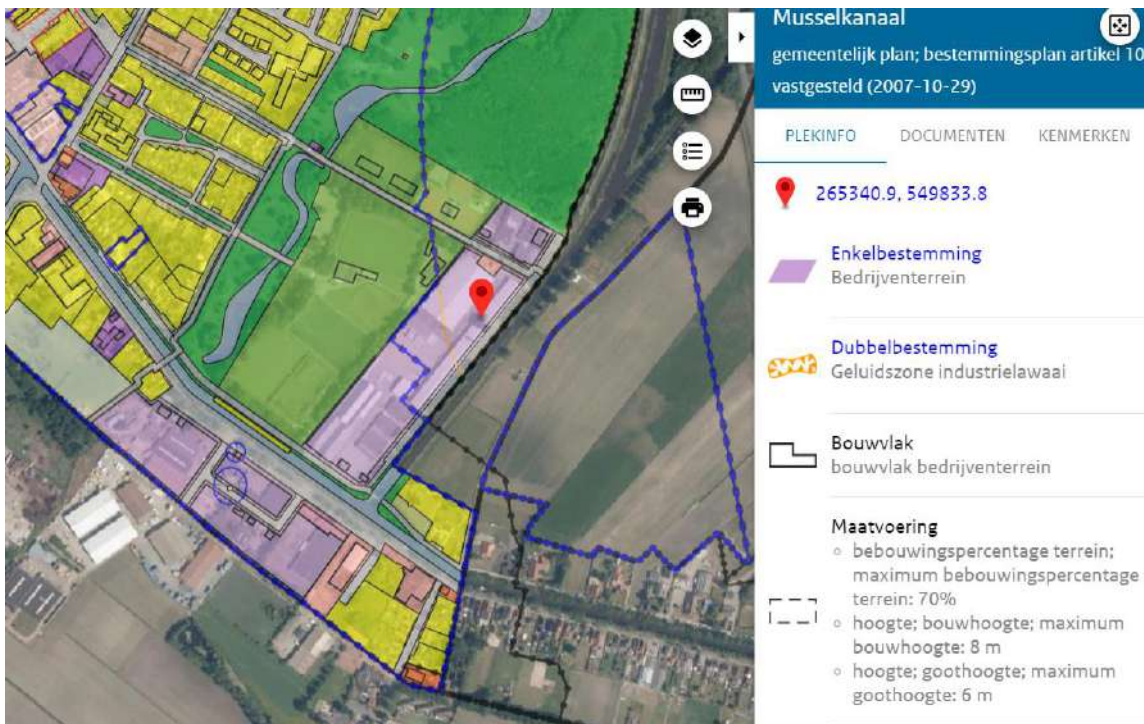 Musselkanaal
gemeentelijk plan; bestemmingsplan artikel 10
vastgesteld (2007-10-29)
PLEKINFO DOCUMENTEN KENMERKEN
265340.9, 549833.8
Enkelbestemming
Bedrijventerrein
Dubbelbestemming
Geluidszone industrielawaai
Bouwvlak
bouwvlak bedrijventerrein
Maatvoering
bebouwingspercentage terrein;
maximum bebouwingspercentage
terrein: 70%
hoogte; bouwhoogte; maximum
bouwhoogte: 8 m
hoogte; goothoogte; maximum
goothoogte: 6 m